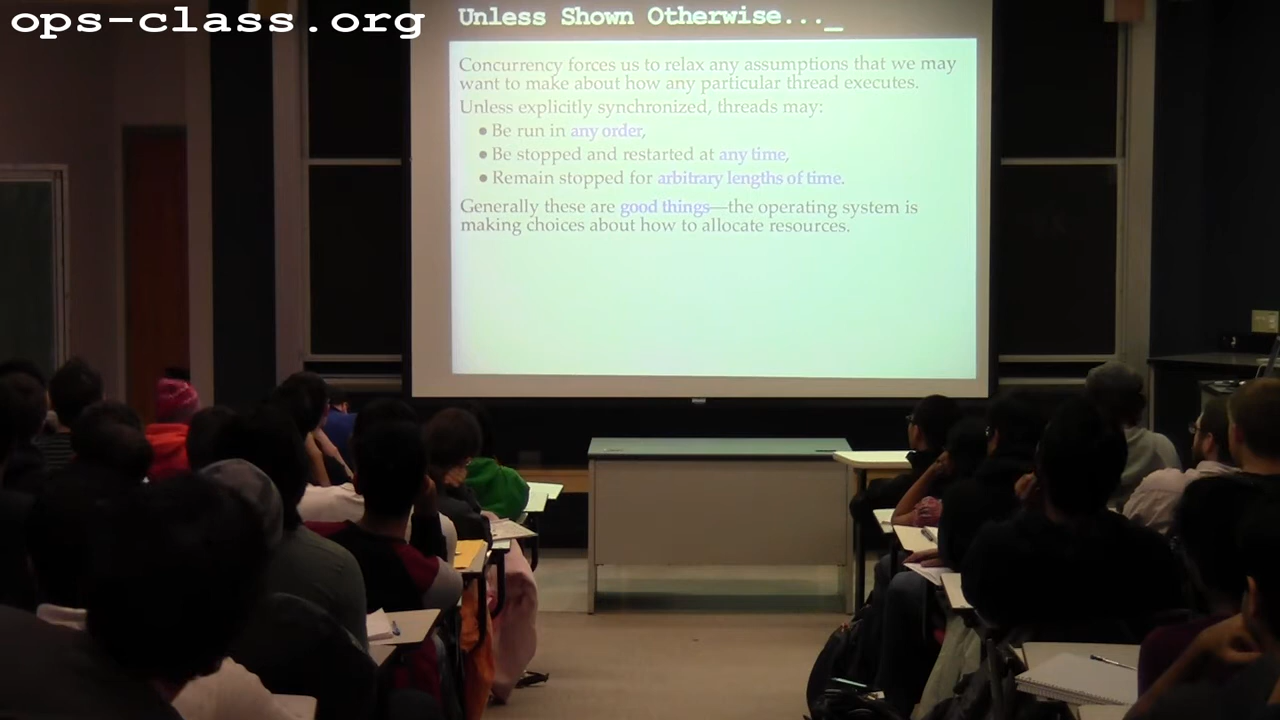 ops-class.org
Unless Shown Otherwise..._
Concurrency forces us to relax any assumptions that we may
want to make about how any particular thread executes.
Unless explicitly synchronized, threads may:
● Be run in any order,
● Be stopped and restarted at any time,
● Remain stopped for arbitrary lengths of time.
Generally these are good things—the operating system is
making choices about how to allocate resources.